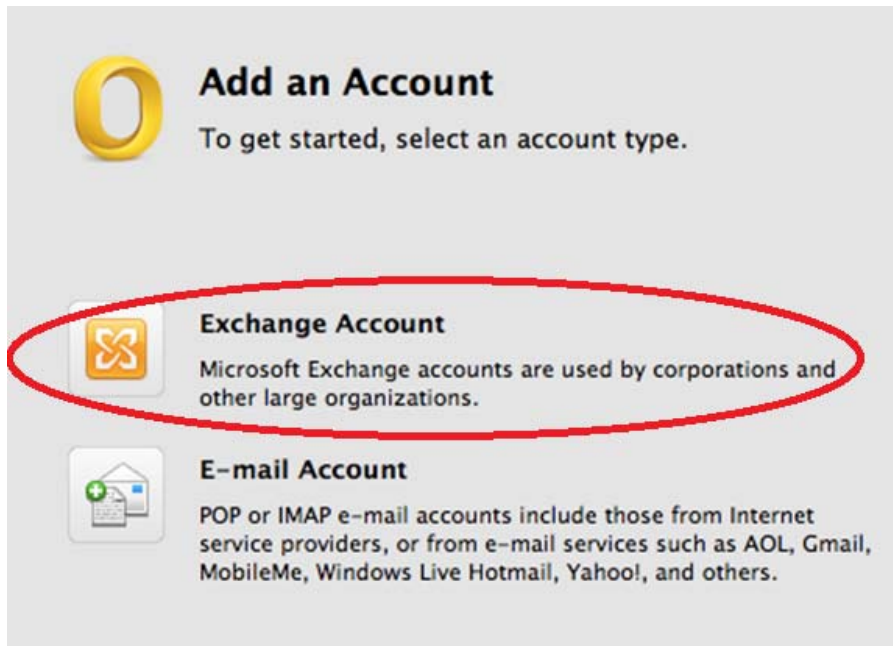 Add an Account
To get started, select an account type.
Exchange Account
Microsoft Exchange accounts are used by corporations and
other large organizations.
E-mail Account
POP or IMAP e-mail accounts include those from Internet
service providers, or from e-mail services such as AOL, Gmail,
MobileMe, Windows Live Hotmail, Yahoo!, and others.